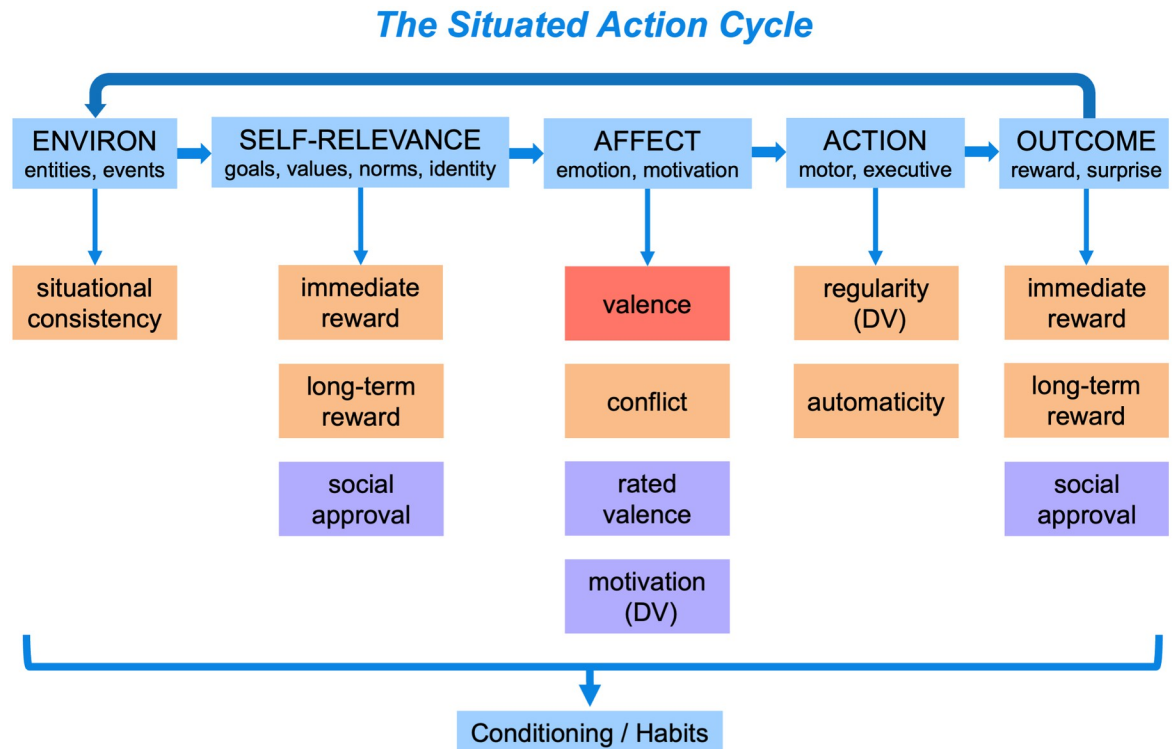 The Situated Action Cycle
ENVIRON
entities, events
SELF-RELEVANCE
goals, values, norms, identity
AFFECT
emotion, motivation
ACTION
motor, executive
OUTCOME
reward, surprise
situational
consistency
immediate
reward
long-term
reward
social
approval
valence
conflict
rated
valence
motivation
(DV)
regularity
(DV)
automaticity
immediate
reward
long-term
reward
social
approval
Conditioning / Habits